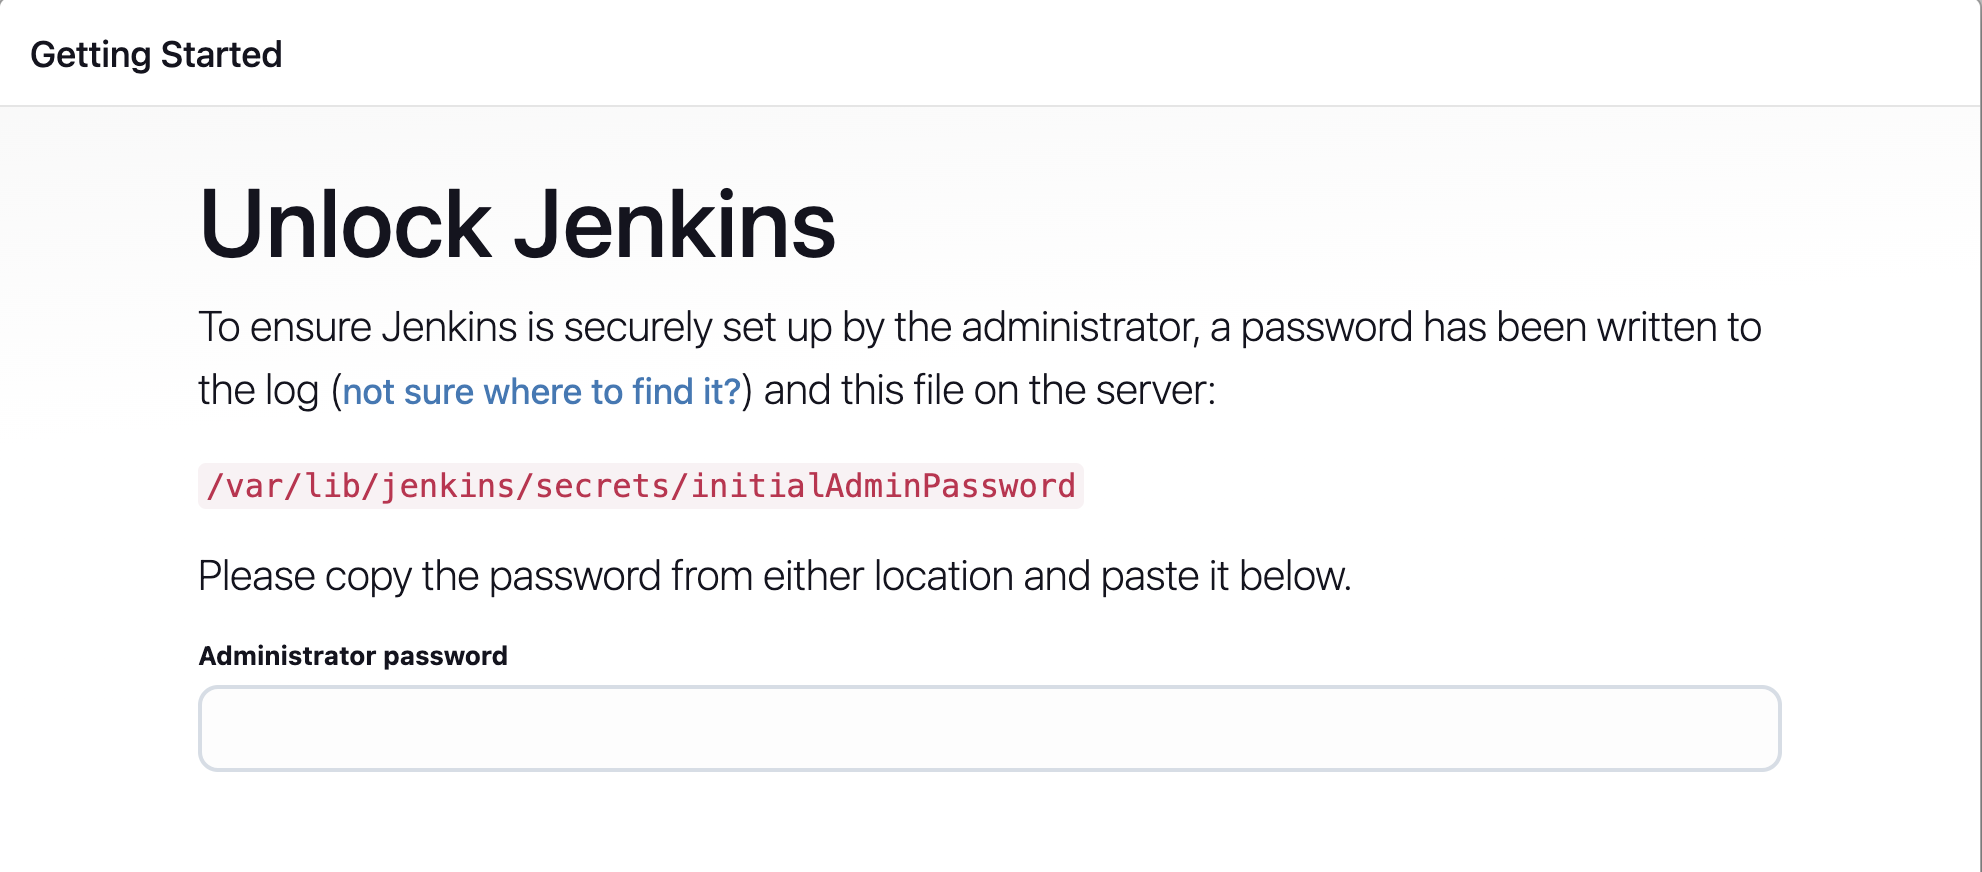 Getting Started
Unlock Jenkins
To ensure Jenkins is securely set up by the administrator, a password has been written to
the log (not sure where to find it?) and this file on the server:
/var/lib/jenkins/secrets/initialAdminPassword
Please copy the password from either location and paste it below.
Administrator password